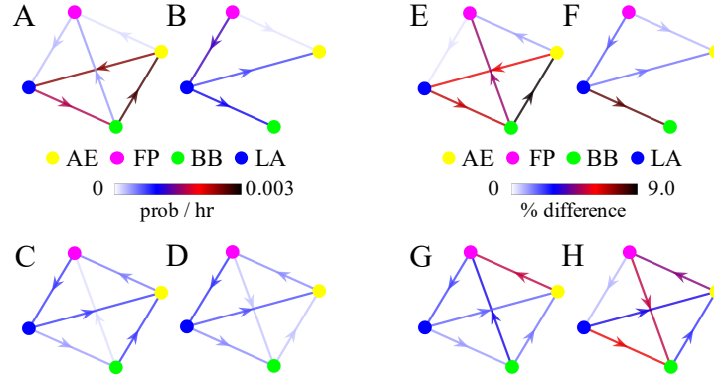 A B E F
AE FP BB LA AE FP BB LA
0 0.003 0 9.0
prob / hr % difference
C D G H